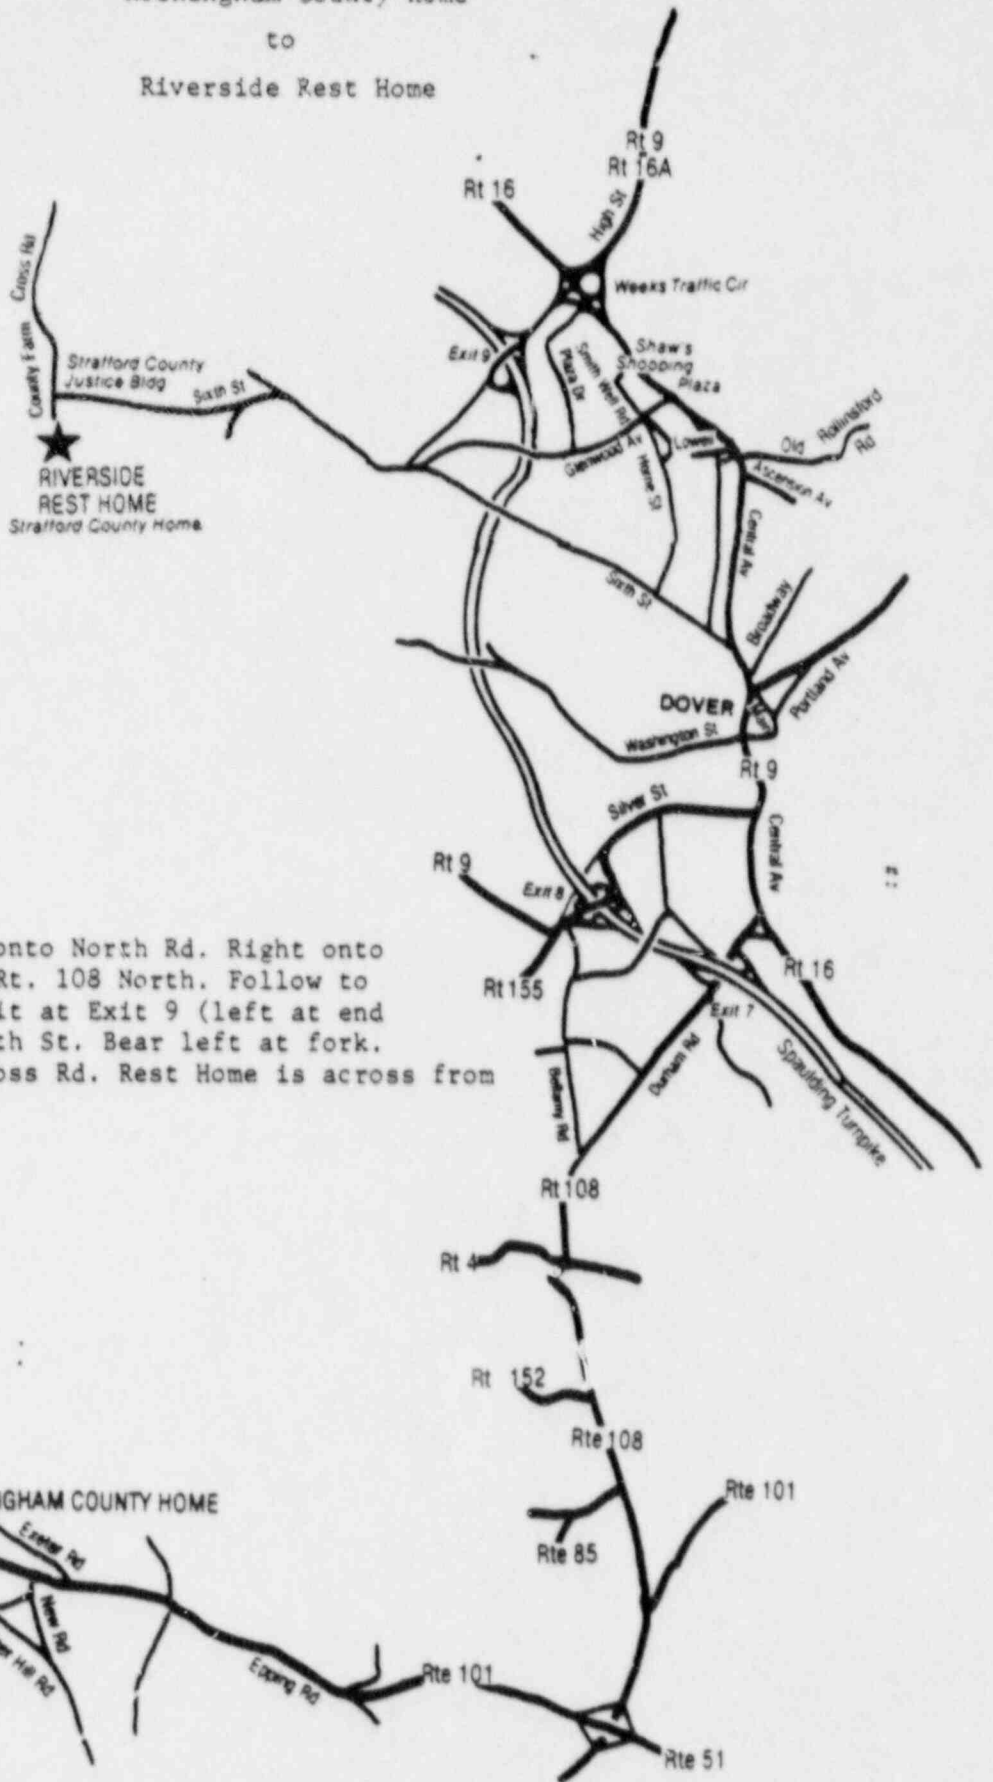 to
Riverside Rest Home
Rt 9
Rt 16A
Rt 16
High St
Weeks Traffic Cir
County Farm Cross Rd
Strafford County
Justice Bldg
Sixth St
Exit 9
Plaza Dr
Smith Well Rd
Shaw's
Shopping
Plaza
Glenwood Av
Lowell
Home St
Old Rollinsford
Rd
Ascension Av
RIVERSIDE
REST HOME
Strafford County Home
Central Av
Sixth St
Broadway
DOVER
Main
Portland Av
Washington St
Rt 9
Silver St
Central Av
Rt 9
Exit 8
onto North Rd. Right onto
Rt. 108 North. Follow to
it at Exit 9 (left at end
th St. Bear left at fork.
oss Rd. Rest Home is across from
Rt 155
Rt 16
Exit 7
Durham Rd
Bellamy Rd
Spaulding Turnpike
Rt 108
Rt 4
Rt 152
Rte 108
Rte 101
Rte 85
NGHAM COUNTY HOME
Exeter Rd
New Rd
Hill Rd
Epping Rd
Rte 101
Rte 51